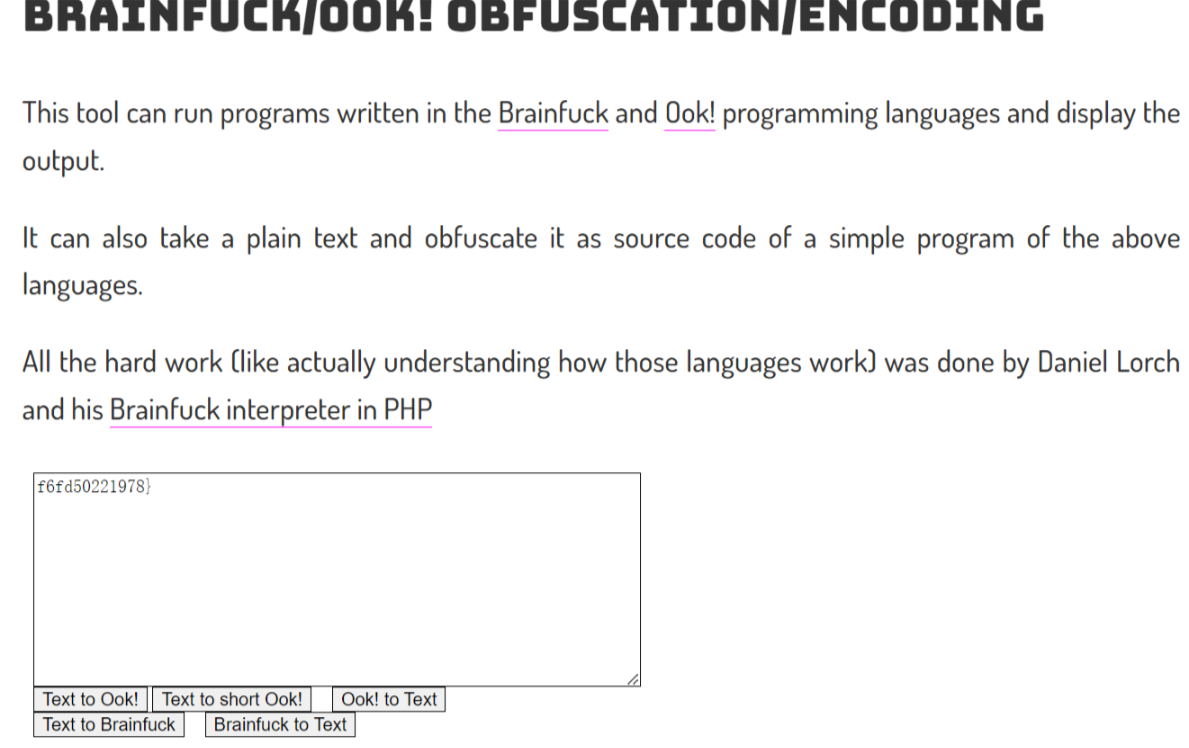 BRAINFUCK/OOK! OBFUSCATION/ENCODING
This tool can run programs written in the Brainfuck and Ook! programming languages and display the
output.
It can also take a plain text and obfuscate it as source code of a simple program of the above
languages.
All the hard work (like actually understanding how those languages work) was done by Daniel Lorch
and his Brainfuck interpreter in PHP
f6fd50221978}
Text to Ook! Text to short Ook! Ook! to Text
Text to Brainfuck Brainfuck to Text